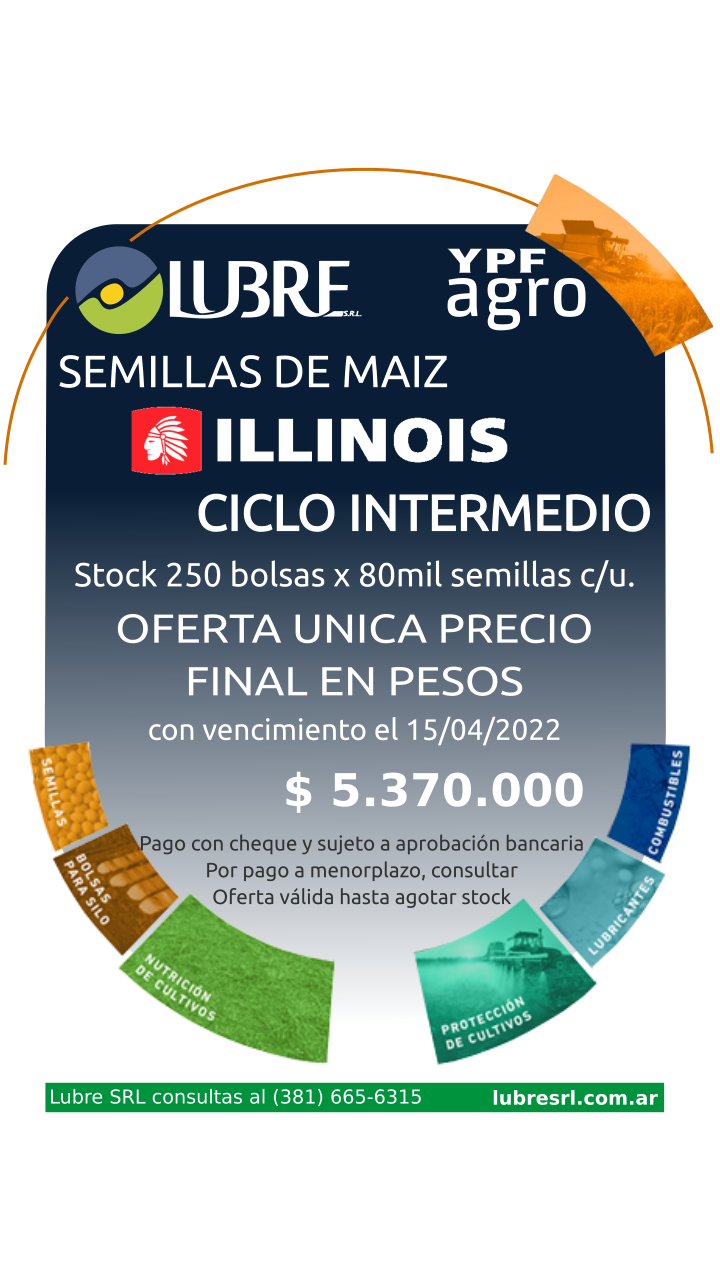 LUBRE S.R.L.
YPF
agro
SEMILLAS DE MAIZ
ILLINOIS
CICLO INTERMEDIO
Stock 250 bolsas x 80mil semillas c/u.
OFERTA UNICA PRECIO
FINAL EN PESOS
con vencimiento el 15/04/2022
$ 5.370.000
Pago con cheque y sujeto a aprobación bancaria
Por pago a menorplazo, consultar
Oferta válida hasta agotar stock
SEMILLAS
BOLSAS
PARA SILO
NUTRICIÓN
DE CULTIVOS
PROTECCIÓN
DE CULTIVOS
LUBRICANTES
COMBUSTIBLES
Lubre SRL consultas al (381) 665-6315
lubresrl.com.ar